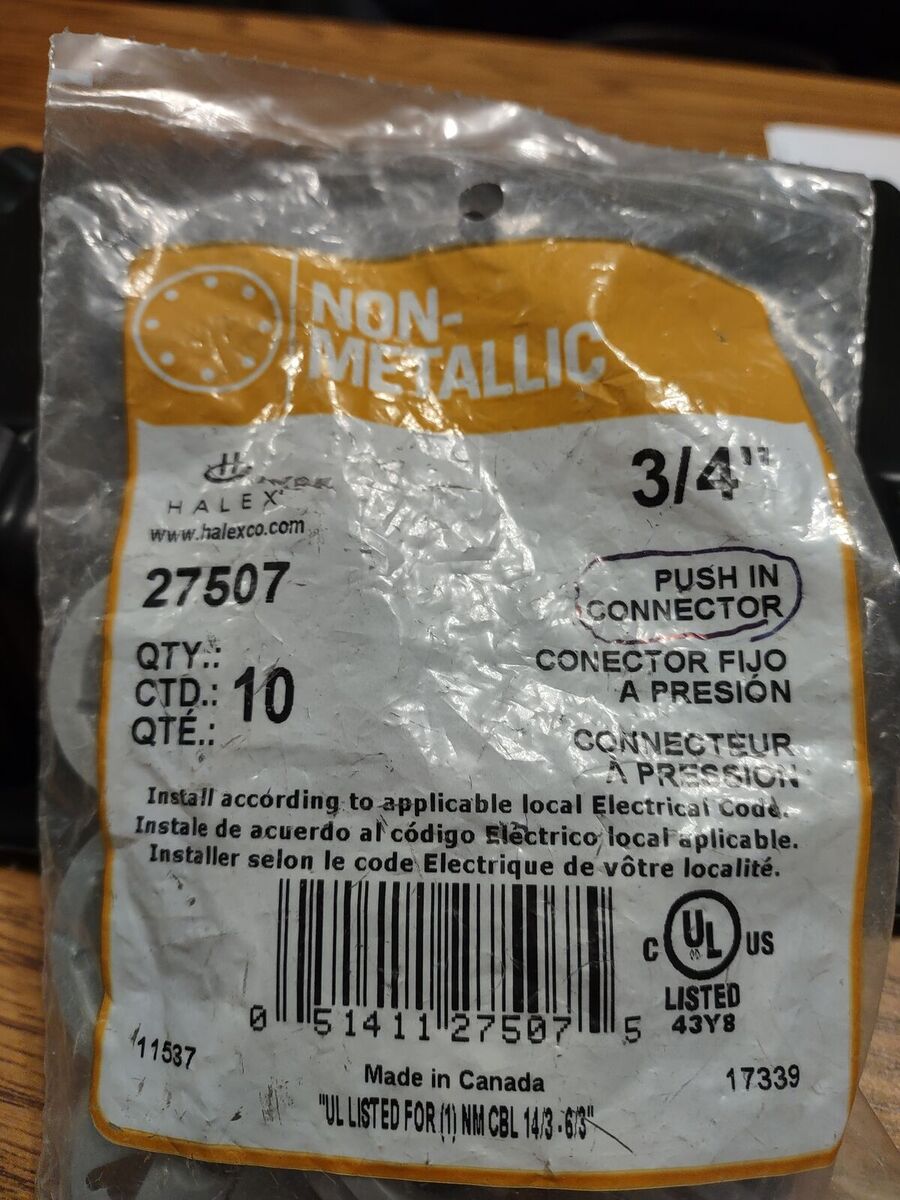 NON-
METALLIC
HALEX
www.halexco.com
3/4"
27507
PUSH IN
CONNECTOR
QTY.:
CTD.: 10
QTÉ.:
CONECTOR FIJO
A PRESIÓN
CONNECTEUR
À PRESSION
Install according to applicable local Electrical Code.
Instale de acuerdo al código Eléctrico local aplicable.
Installer selon le code Electrique de vôtre localité.
0 51411 27507 5
C UL US
LISTED
43Y8
111537
Made in Canada
17339
"UL LISTED FOR (1) NM CBL 14/3 - 6/3"